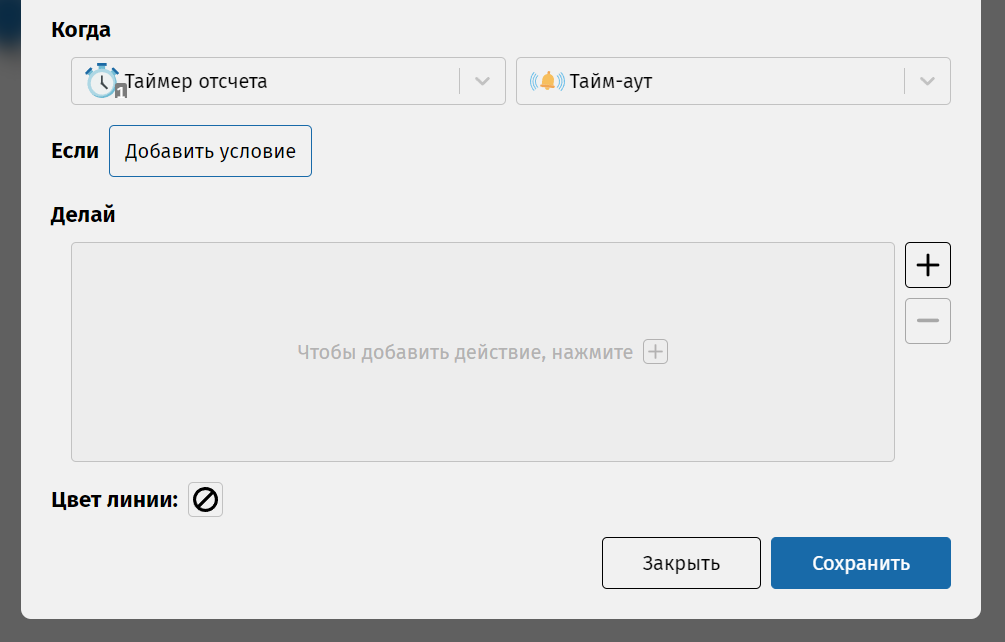 Когда
Таймер отсчета
Тайм-аут
Если
Добавить условие
Делай
Чтобы добавить действие, нажмите
Цвет линии:
Закрыть
Сохранить